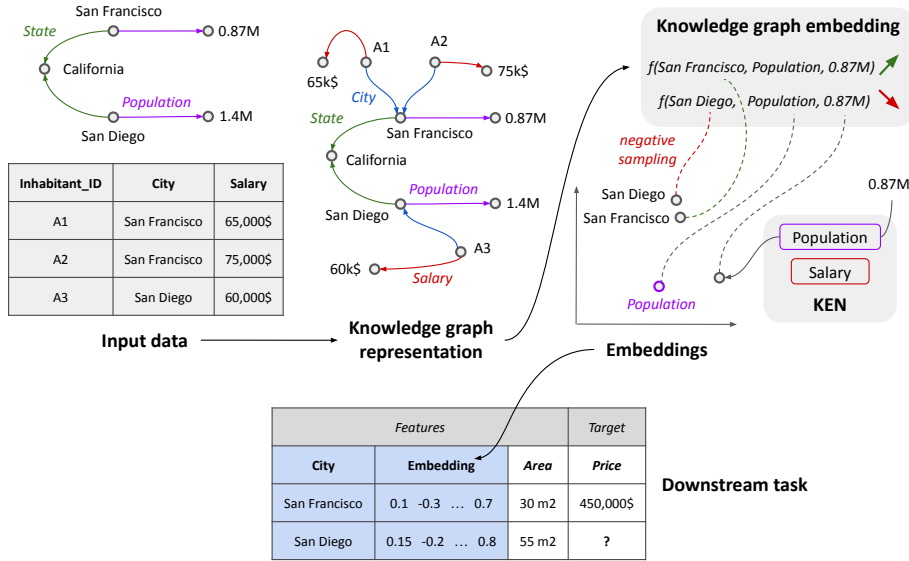 San Francisco
State
0.87M
California
Population
1.4M
San Diego
Inhabitant_ID City Salary
A1 San Francisco 65,000$
A2 San Francisco 75,000$
A3 San Diego 60,000$
Input data
A1
A2
65k$
75k$
City
State
0.87M
San Francisco
California
Population
San Diego
1.4M
A3
60k$
Salary
Knowledge graph
representation
Knowledge graph embedding
f(San Francisco, Population, 0.87M)
f(San Diego, Population, 0.87M)
negative
sampling
San Diego
San Francisco
0.87M
Population
Salary
KEN
Population
Embeddings
Features Target
City Embedding Area Price
San Francisco 0.1 -0.3 … 0.7 30 m2 450,000$
San Diego 0.15 -0.2 … 0.8 55 m2 ?
Downstream task